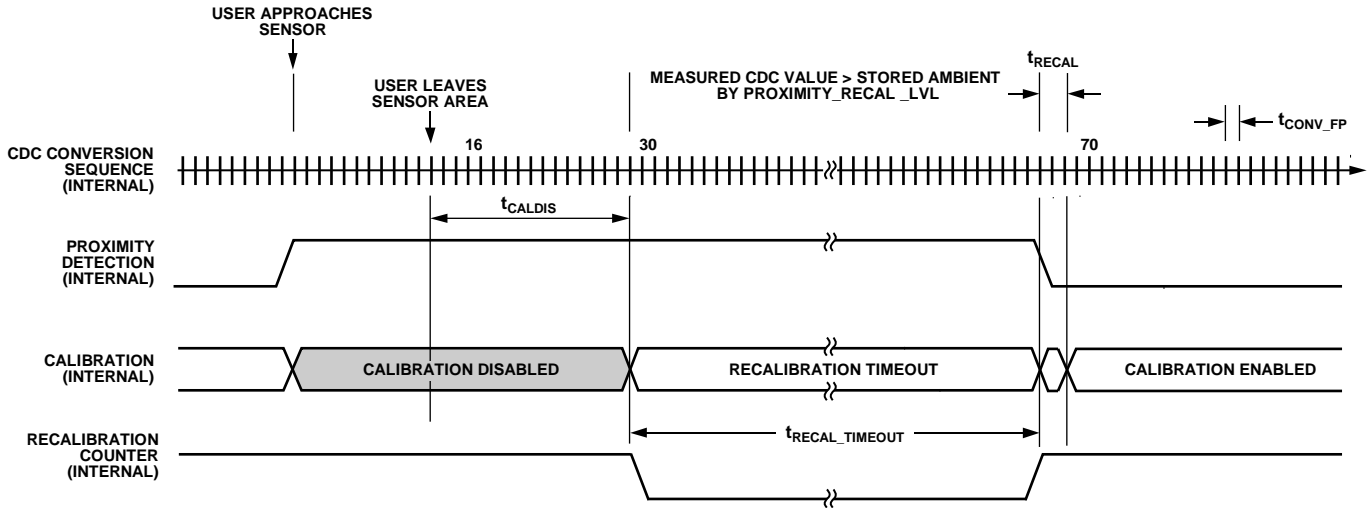 USER APPROACHES
SENSOR
USER LEAVES
SENSOR AREA
MEASURED CDC VALUE > STORED AMBIENT
BY PROXIMITY_RECAL _LVL
tRECAL
tCONV_FP
CDC CONVERSION
SEQUENCE
(INTERNAL)
16
30
70
tCALDIS
PROXIMITY
DETECTION
(INTERNAL)
CALIBRATION
(INTERNAL)
CALIBRATION DISABLED
RECALIBRATION TIMEOUT
CALIBRATION ENABLED
RECALIBRATION
COUNTER
(INTERNAL)
tRECAL_TIMEOUT